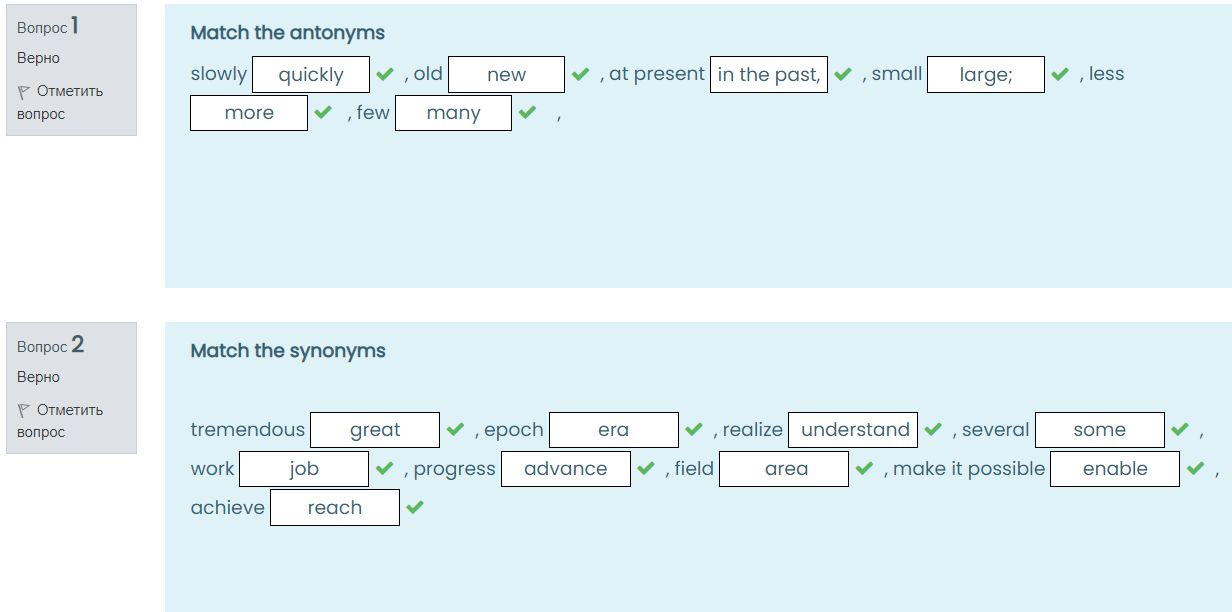 Вопрос 1
Верно
Отметить
вопрос
Match the antonyms
slowly quickly , old new , at present in the past, , small large; , less
more , few many ,
Вопрос 2
Верно
Отметить
вопрос
Match the synonyms
tremendous great , epoch era , realize understand , several some ,
work job , progress advance , field area , make it possible enable ,
achieve reach